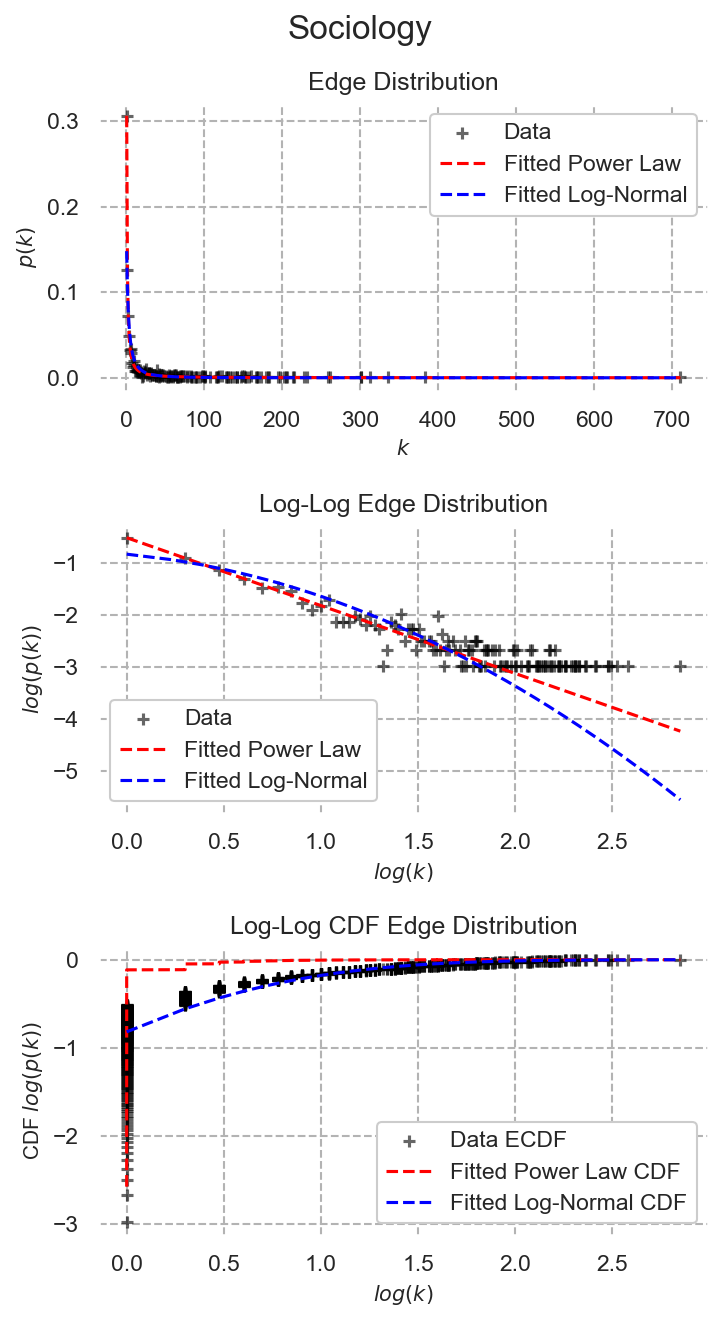 Sociology
Edge Distribution
0.3
0.2
0.1
0.0
p(k)
Data
Fitted Power Law
Fitted Log-Normal
0 100 200 300 400 500 600 700
k
Log-Log Edge Distribution
−1
−2
−3
−4
−5
log(p(k))
Data
Fitted Power Law
Fitted Log-Normal
0.0 0.5 1.0 1.5 2.0 2.5
log(k)
Log-Log CDF Edge Distribution
0
−1
−2
−3
CDF log(p(k))
Data ECDF
Fitted Power Law CDF
Fitted Log-Normal CDF
0.0 0.5 1.0 1.5 2.0 2.5
log(k)